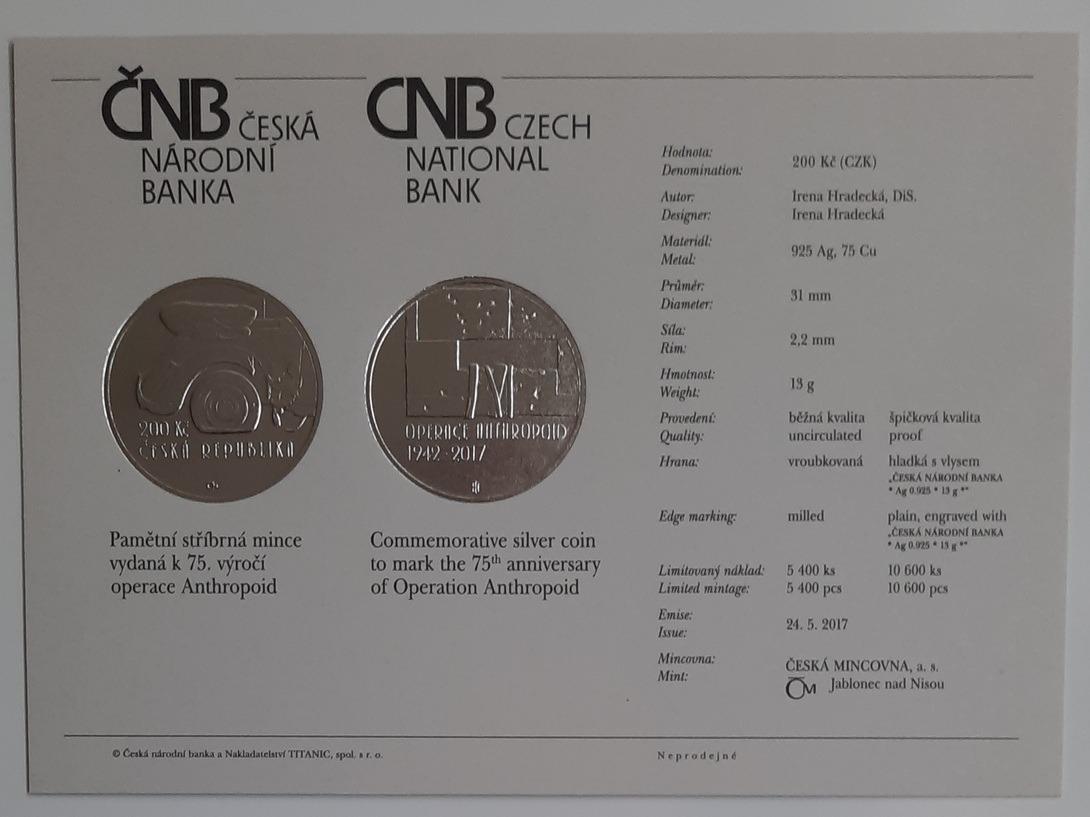 ČNB ČESKÁ
NÁRODNÍ
BANKA
CNB CZECH
NATIONAL
BANK
200 Kč
ČESKÁ REPUBLIKA
OPERACE ANTHROPOID
1942 - 2017
Pamětní stříbrná mince
vydaná k 75. výročí
operace Anthropoid
Commemorative silver coin
to mark the 75th anniversary
of Operation Anthropoid
Hodnota:
Denomination:
200 Kč (CZK)
Autor:
Designer:
Irena Hradecká, DiS.
Irena Hradecká
Materiál:
Metal:
925 Ag, 75 Cu
Průměr:
Diameter:
31 mm
Síla:
Rim:
2,2 mm
Hmotnost:
Weight:
13 g
Provedení: běžná kvalita špičková kvalita
Quality: uncirculated proof
Hrana: vroubkovaná hladká s vlysem
„ČESKÁ NÁRODNÍ BANKA
* Ag 0.925 * 13 g *“
Edge marking: milled plain, engraved with
„ČESKÁ NÁRODNÍ BANKA
* Ag 0.925 * 13 g *“
Limitovaný náklad: 5 400 ks 10 600 ks
Limited mintage: 5 400 pcs 10 600 pcs
Emise:
Issue:
24. 5. 2017
Mincovna:
Mint:
ČESKÁ MINCOVNA, a. s.
ČM Jablonec nad Nisou
© Česká národní banka a Nakladatelství TITANIC, spol. s r. o.
Neprodejné